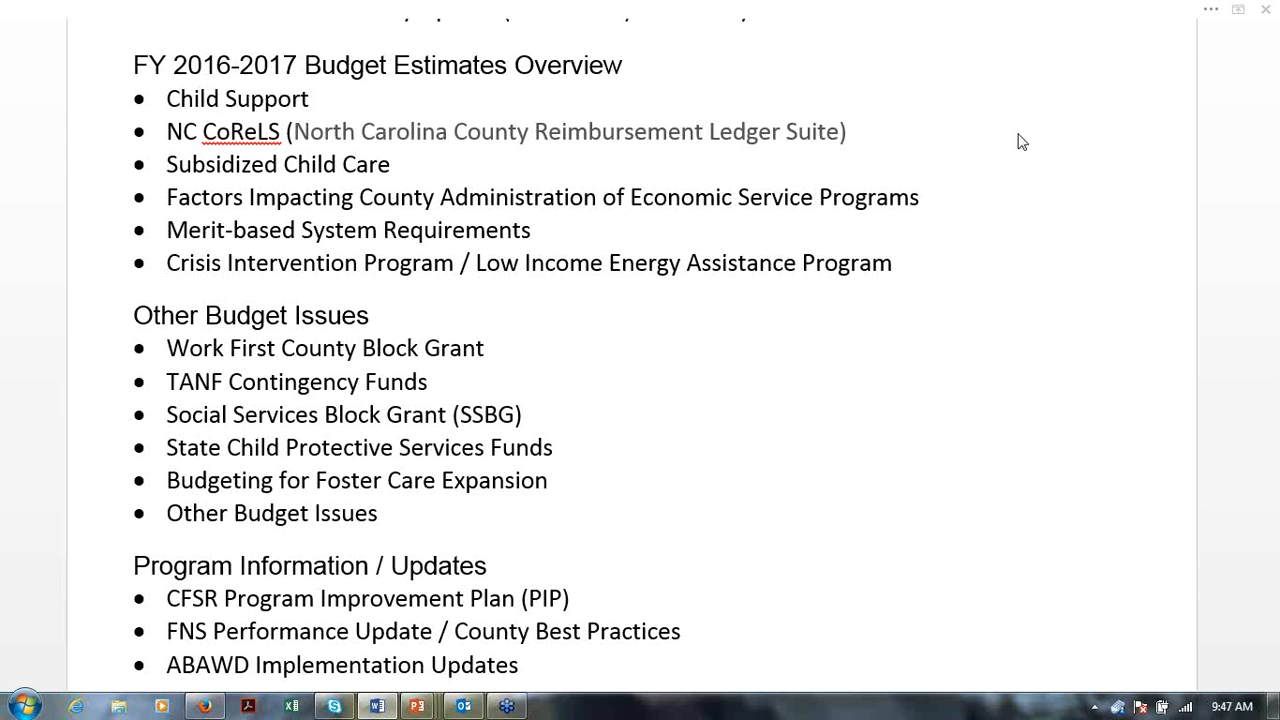 FY 2016-2017 Budget Estimates Overview
• Child Support
• NC CoReLS (North Carolina County Reimbursement Ledger Suite)
• Subsidized Child Care
• Factors Impacting County Administration of Economic Service Programs
• Merit-based System Requirements
• Crisis Intervention Program / Low Income Energy Assistance Program
Other Budget Issues
• Work First County Block Grant
• TANF Contingency Funds
• Social Services Block Grant (SSBG)
• State Child Protective Services Funds
• Budgeting for Foster Care Expansion
• Other Budget Issues
Program Information / Updates
• CFSR Program Improvement Plan (PIP)
• FNS Performance Update / County Best Practices
• ABAWD Implementation Updates
9:47 AM